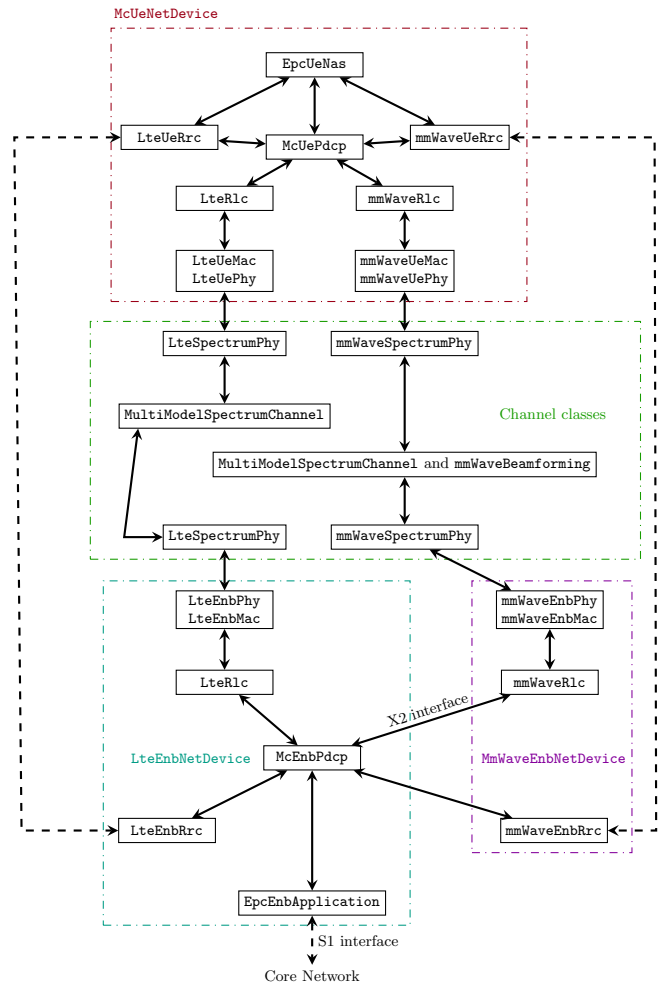 McUeNetDevice
EpcUeNas
LteUeRrc
McUePdcp
mmWaveUeRrc
LteRlc
mmWaveRlc
LteUeMac
LteUePhy
mmWaveUeMac
mmWaveUePhy
LteSpectrumPhy
mmWaveSpectrumPhy
MultiModelSpectrumChannel
Channel classes
MultiModelSpectrumChannel and mmWaveBeamforming
LteSpectrumPhy
mmWaveSpectrumPhy
LteEnbPhy
LteEnbMac
mmWaveEnbPhy
mmWaveEnbMac
LteRlc
mmWaveRlc
X2 interface
LteEnbNetDevice
McEnbPdcp
MmWaveEnbNetDevice
LteEnbRrc
mmWaveEnbRrc
EpcEnbApplication
S1 interface
Core Network